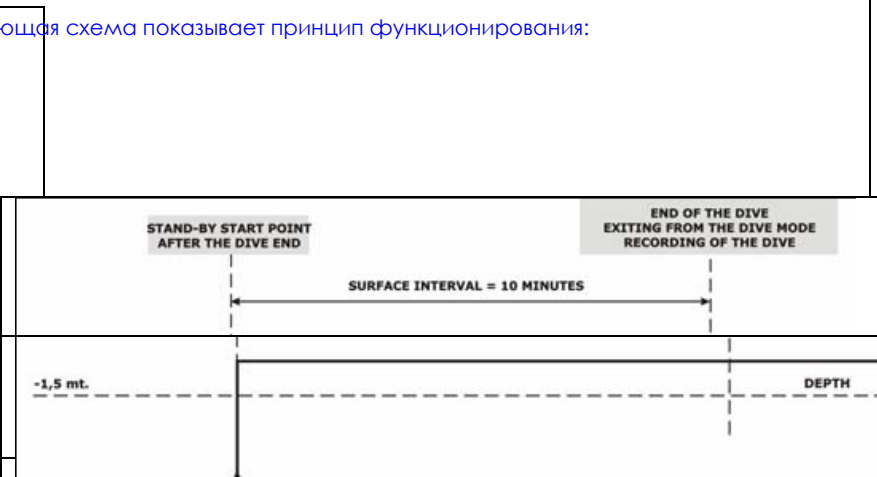 схема показывает принцип функционирования:
STAND-BY START POINT
AFTER THE DIVE END
END OF THE DIVE
EXITING FROM THE DIVE MODE
RECORDING OF THE DIVE
SURFACE INTERVAL = 10 MINUTES
-1,5 mt.
DEPTH